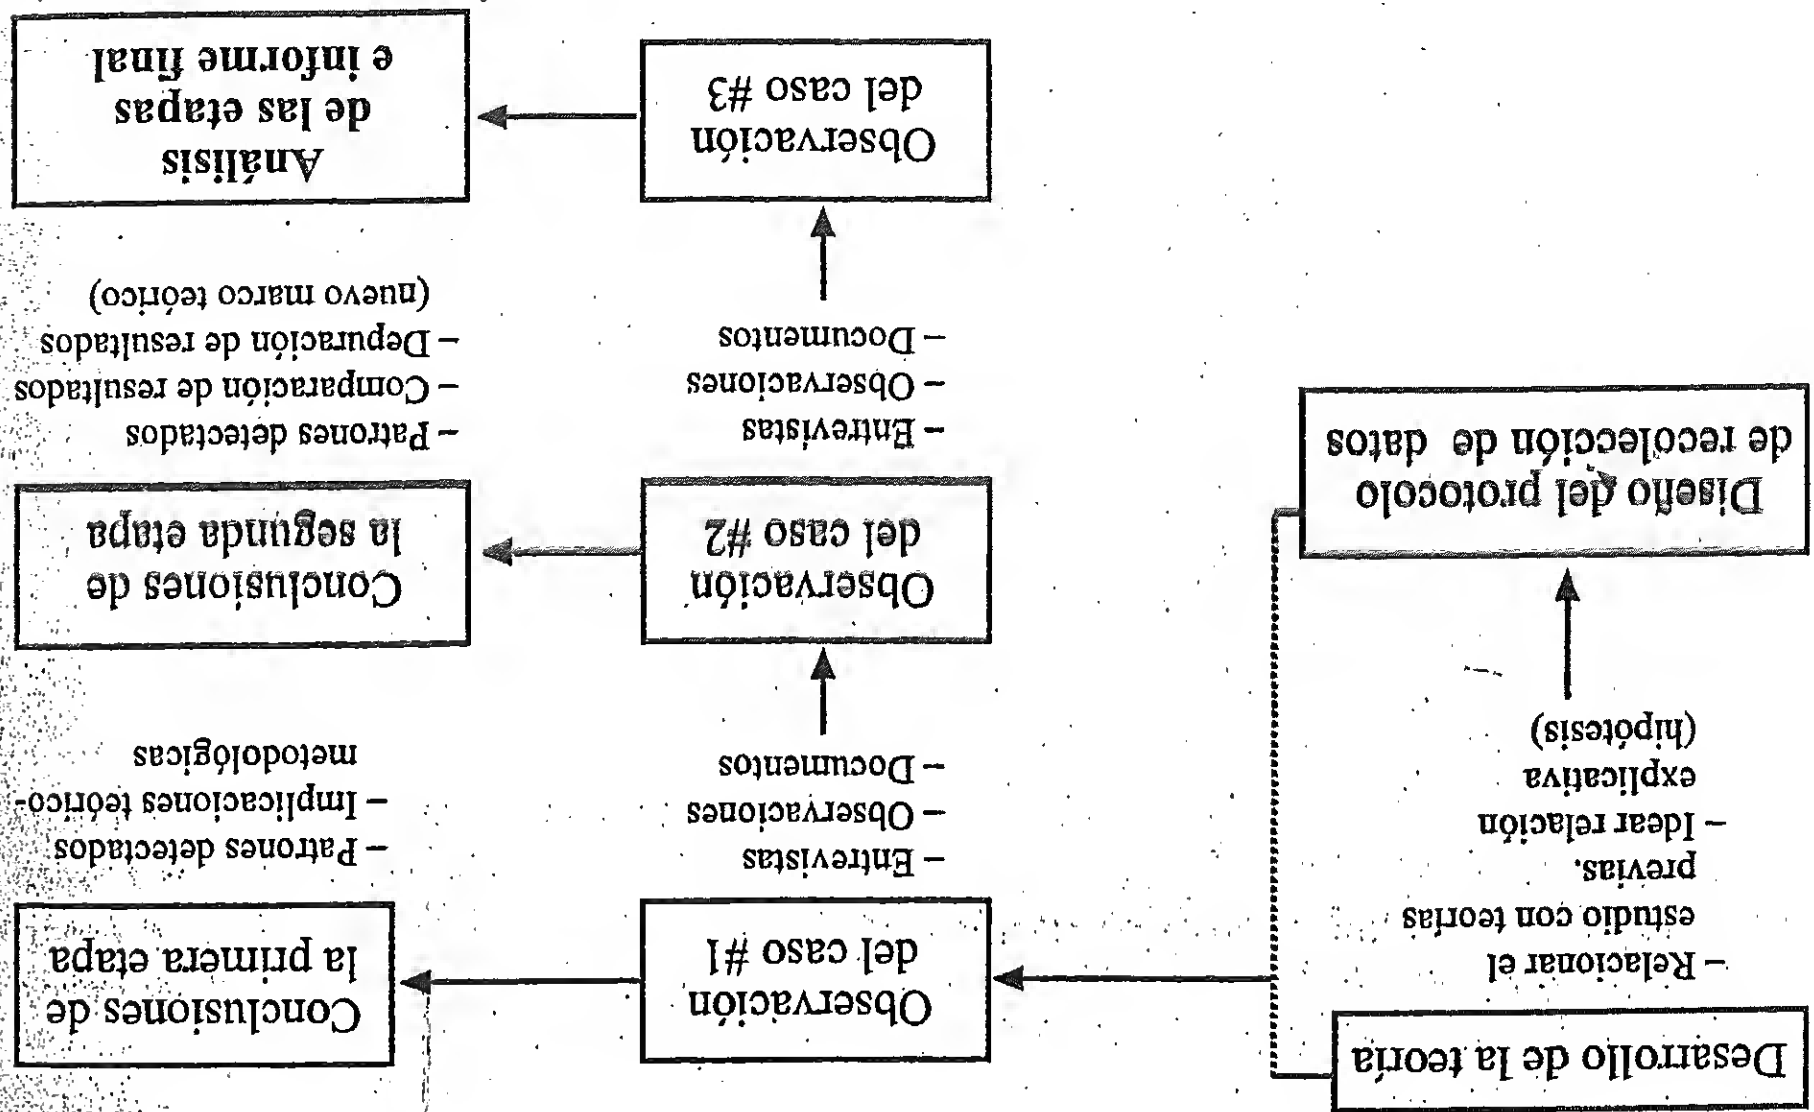 Desarrollo de la teoría
– Relacionar el
estudio con teorías
previas.
– Idear relación
explicativa
(hipótesis)
Diseño del protocolo
de recolección de datos
Observación
del caso #1
– Entrevistas
– Observaciones
– Documentos
Observación
del caso #2
– Entrevistas
– Observaciones
– Documentos
Observación
del caso #3
Conclusiones de
la primera etapa
– Patrones detectados
– Implicaciones teórico-
metodológicas
Conclusiones de
la segunda etapa
– Patrones detectados
– Comparación de resultados
– Depuración de resultados
(nuevo marco teórico)
Análisis
de las etapas
e informe final